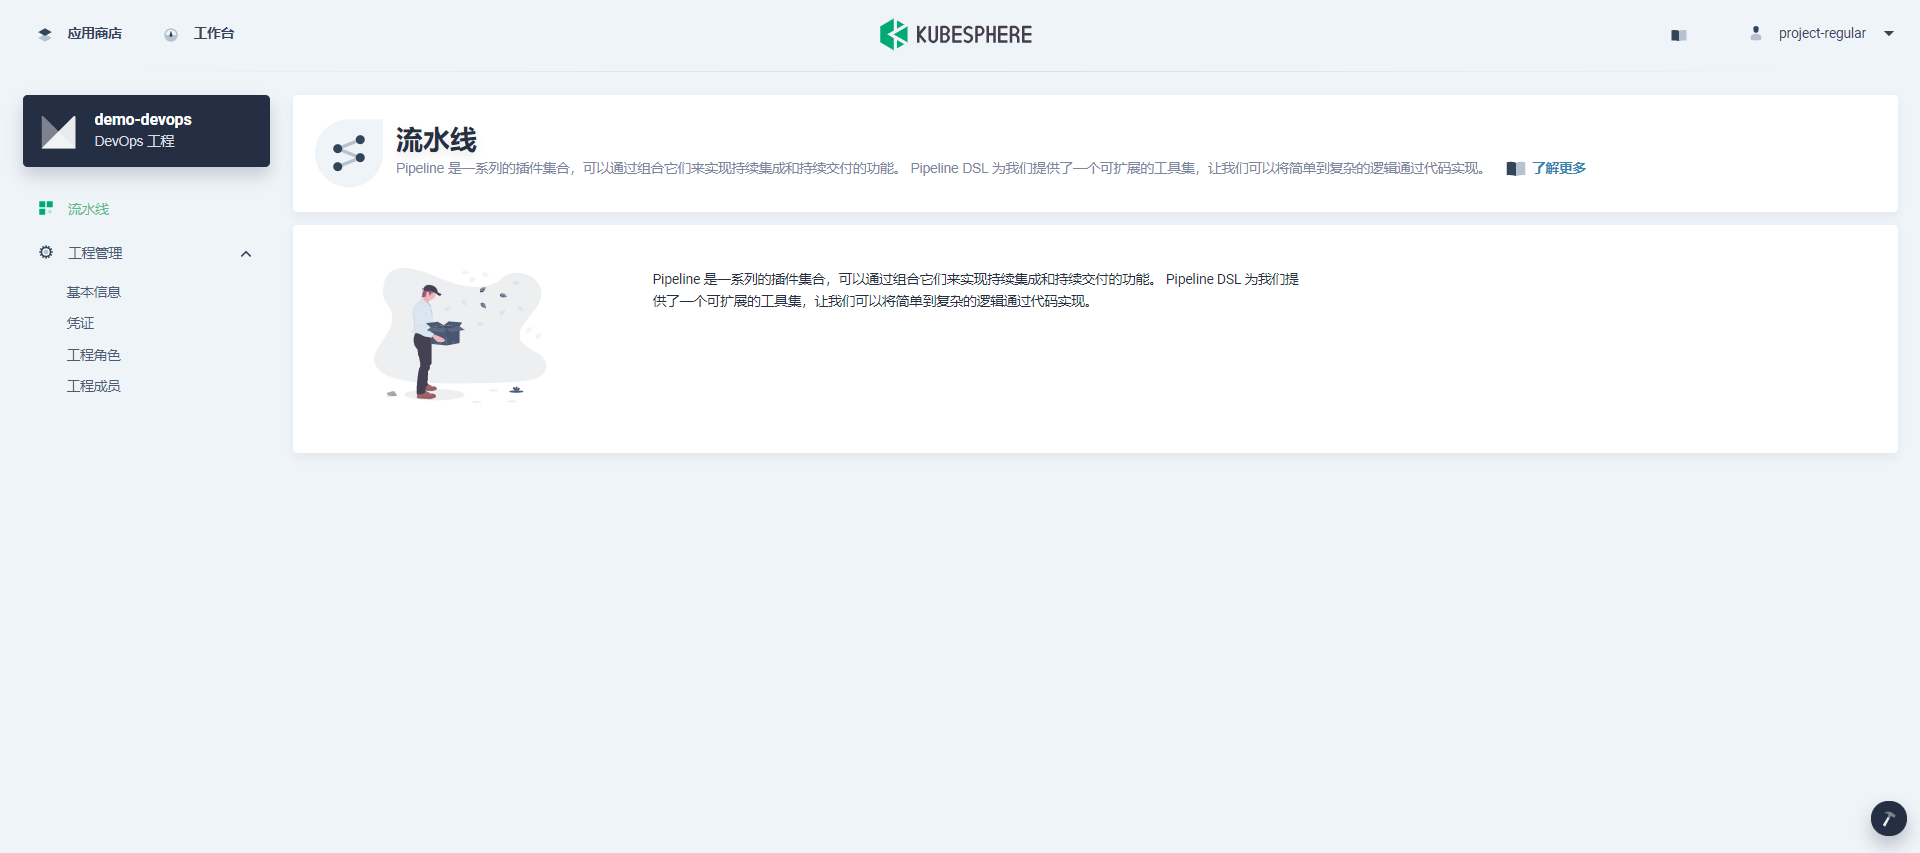 应用商店
工作台
KUBESPHERE
project-regular
demo-devops
DevOps 工程
流水线
工程管理
基本信息
凭证
工程角色
工程成员
流水线
Pipeline 是一系列的插件集合，可以通过组合它们来实现持续集成和持续交付的功能。 Pipeline DSL 为我们提供了一个可扩展的工具集，让我们可以将简单到复杂的逻辑通过代码实现。 了解更多
Pipeline 是一系列的插件集合，可以通过组合它们来实现持续集成和持续交付的功能。 Pipeline DSL 为我们提
供了一个可扩展的工具集，让我们可以将简单到复杂的逻辑通过代码实现。